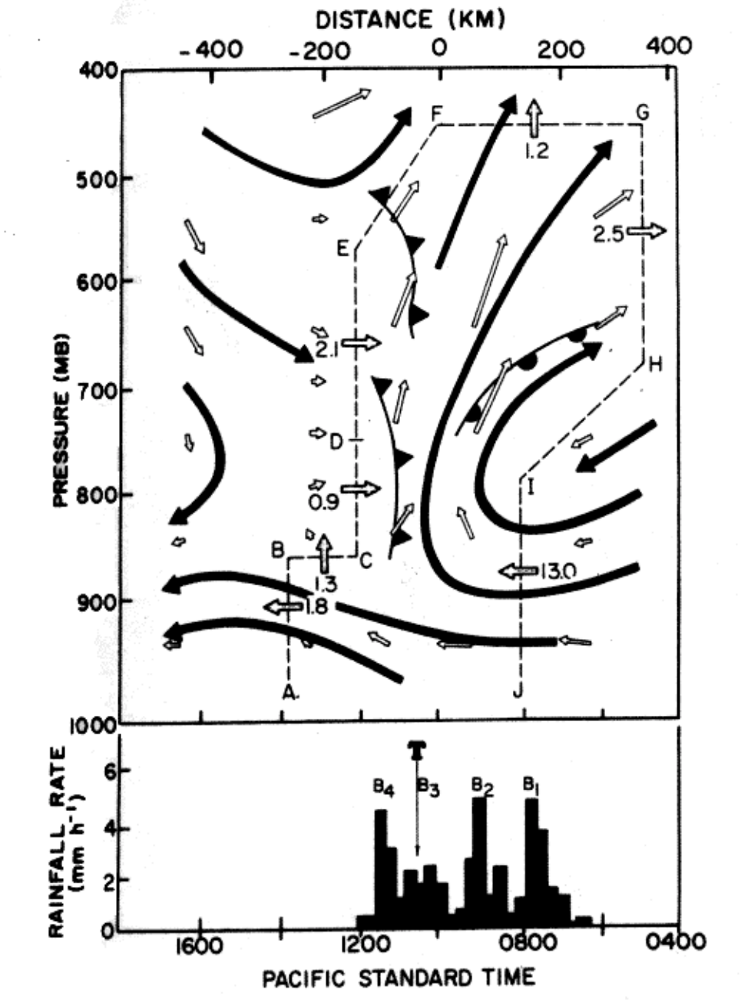 DISTANCE (KM)
-400 -200 0 200 400
400
F G
1.2
500
2.5
E
600
2.1
H
PRESSURE (MB)
700
D
I
800
0.9
B C
13.0
1.3
900
1.8
A. J
1000
T
6
B4 B3 B2 B1
RAINFALL RATE
(mm h-1)
4
2
0
1600 1200 0800 0400
PACIFIC STANDARD TIME